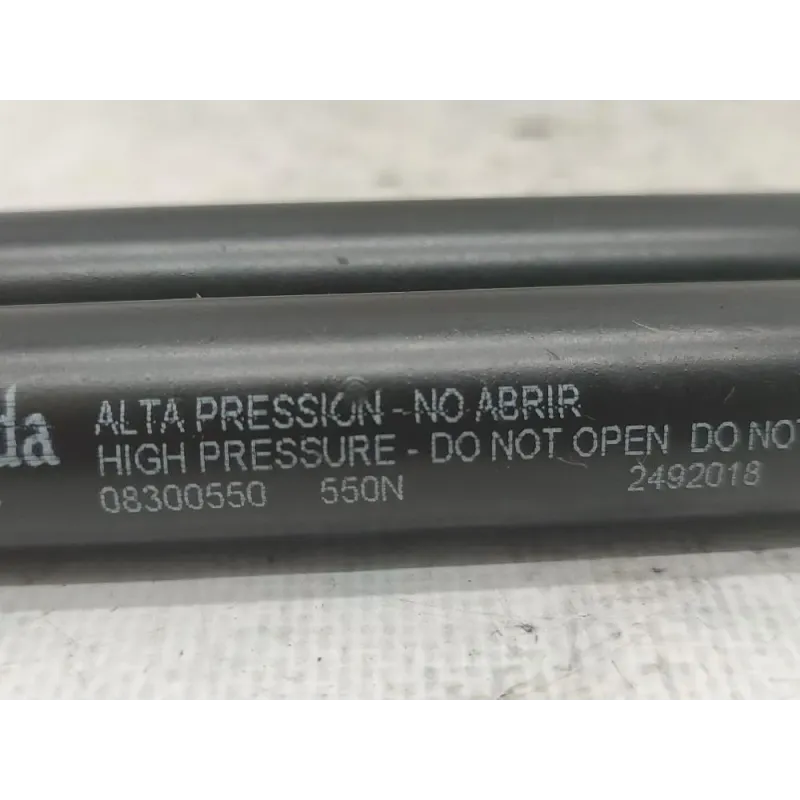 da ALTA PRESSION - NO ABRIR
HIGH PRESSURE - DO NOT OPEN DO NOT
08300550 550N 2492018